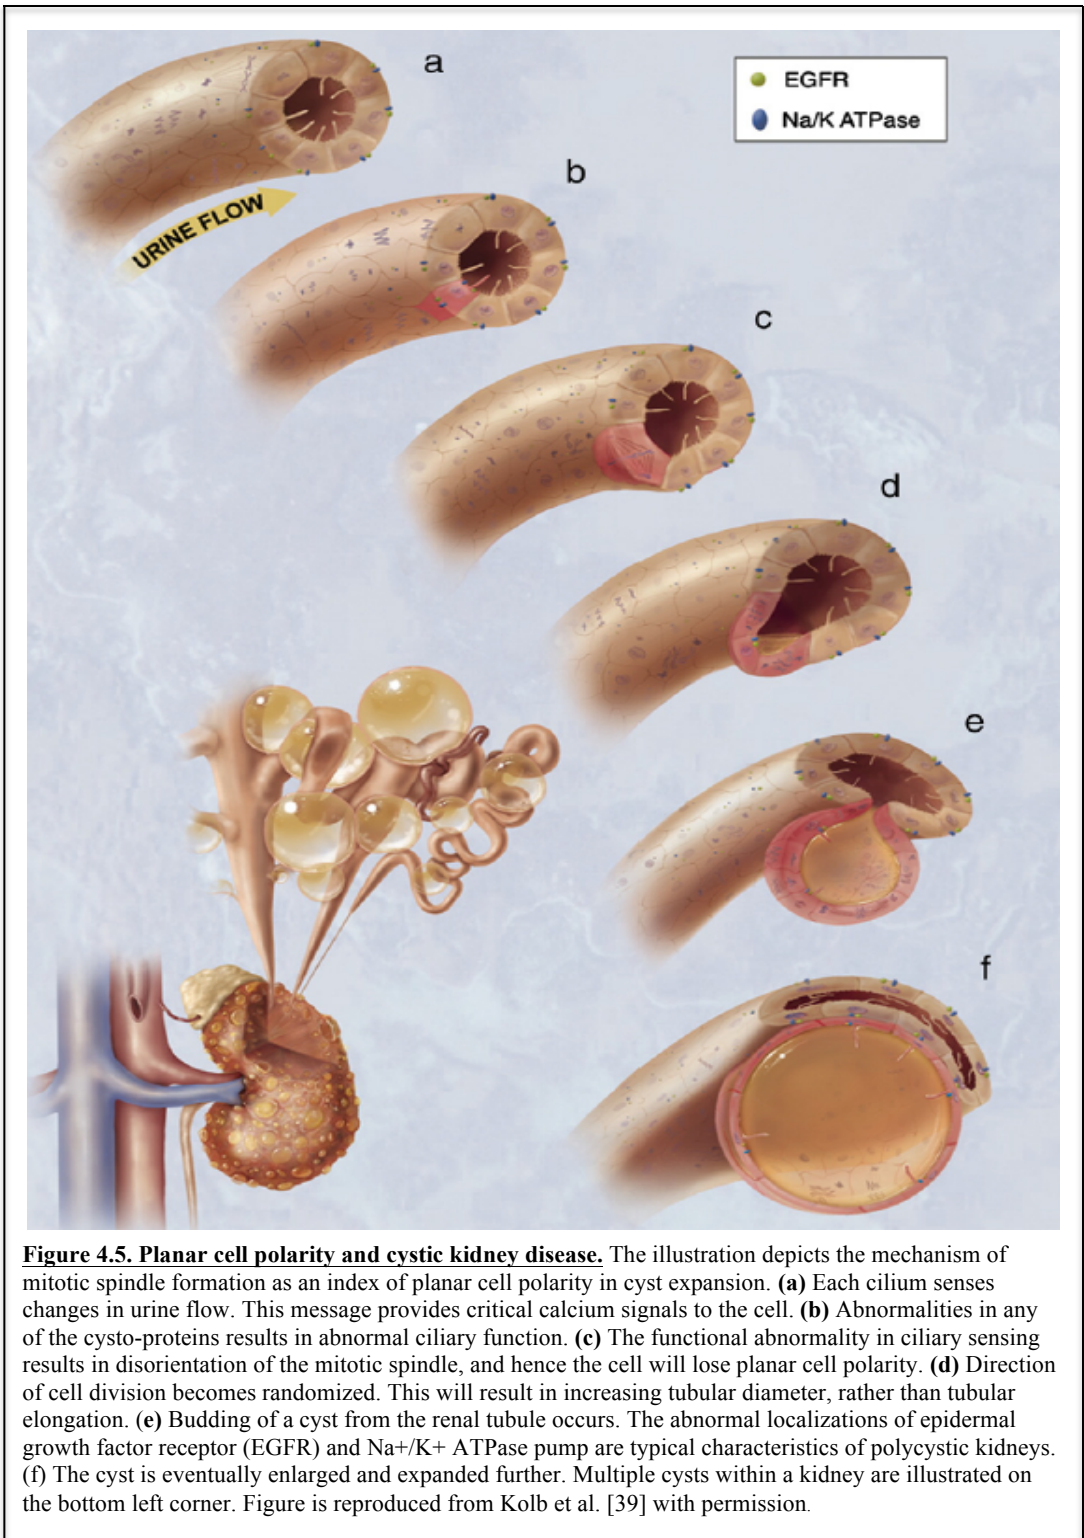 a
EGFR
Na/K ATPase
b
URINE FLOW
c
d
e
f
Figure 4.5. Planar cell polarity and cystic kidney disease. The illustration depicts the mechanism of
mitotic spindle formation as an index of planar cell polarity in cyst expansion. (a) Each cilium senses
changes in urine flow. This message provides critical calcium signals to the cell. (b) Abnormalities in any
of the cysto-proteins results in abnormal ciliary function. (c) The functional abnormality in ciliary sensing
results in disorientation of the mitotic spindle, and hence the cell will lose planar cell polarity. (d) Direction
of cell division becomes randomized. This will result in increasing tubular diameter, rather than tubular
elongation. (e) Budding of a cyst from the renal tubule occurs. The abnormal localizations of epidermal
growth factor receptor (EGFR) and Na+/K+ ATPase pump are typical characteristics of polycystic kidneys.
(f) The cyst is eventually enlarged and expanded further. Multiple cysts within a kidney are illustrated on
the bottom left corner. Figure is reproduced from Kolb et al. [39] with permission.